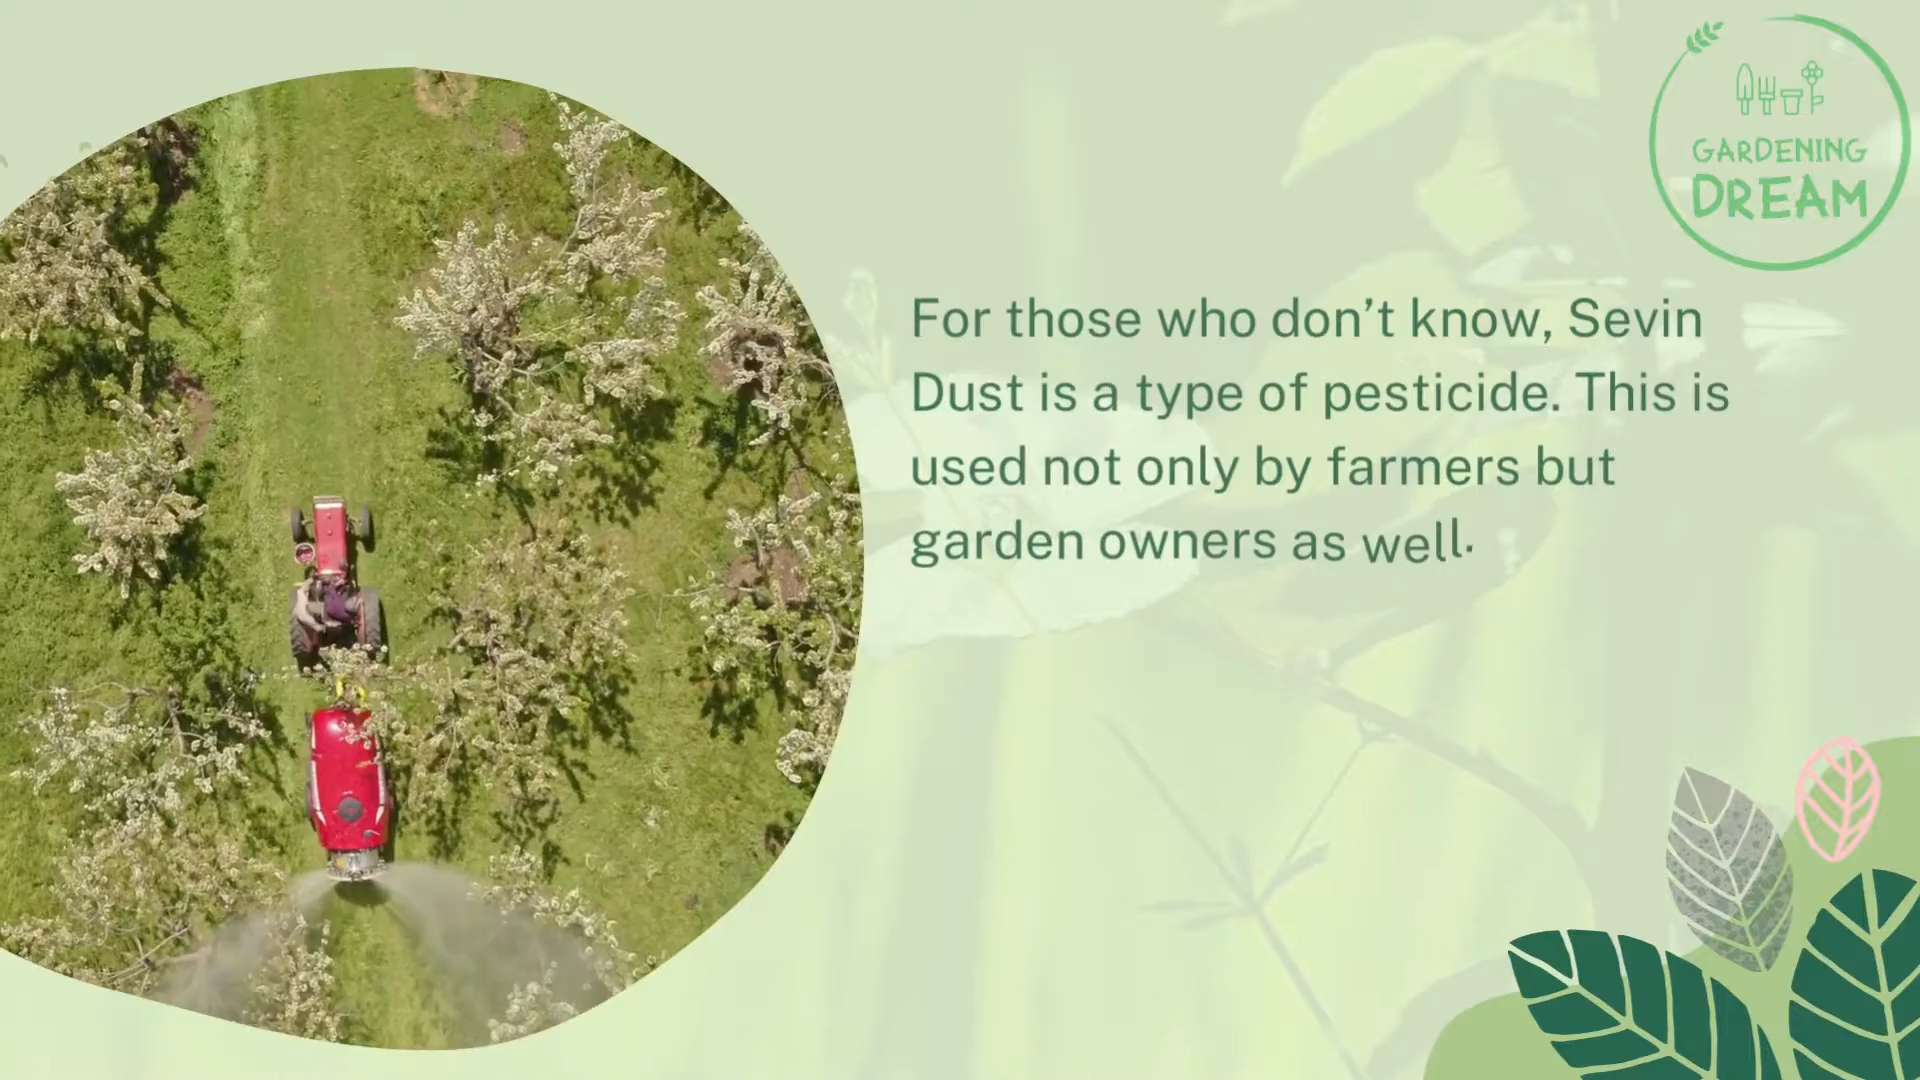 GARDENING
DREAM
For those who don’t know, Sevin
Dust is a type of pesticide. This is
used not only by farmers but
garden owners as well.